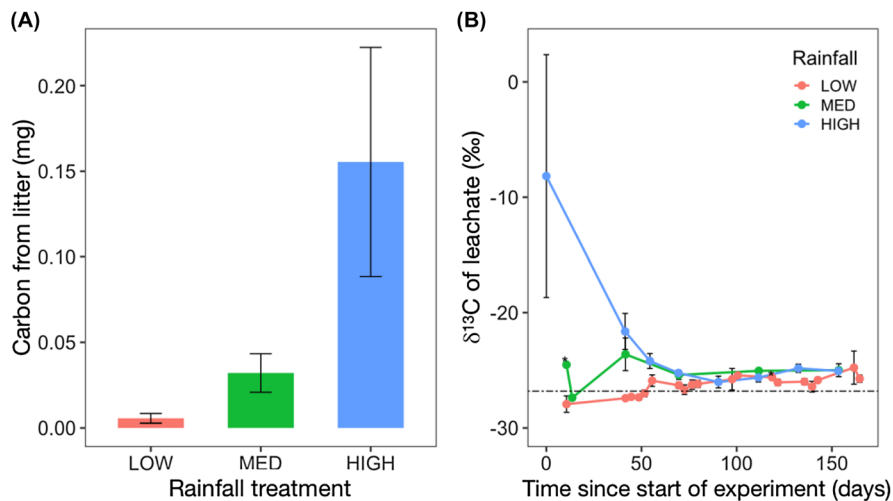 (A)
Carbon from litter (mg)
0.20
0.15
0.10
0.05
0.00
LOW MED HIGH
Rainfall treatment
(B)
δ¹³C of leachate (‰)
0
-10
-20
-30
*
Rainfall
LOW
MED
HIGH
0 50 100 150
Time since start of experiment (days)